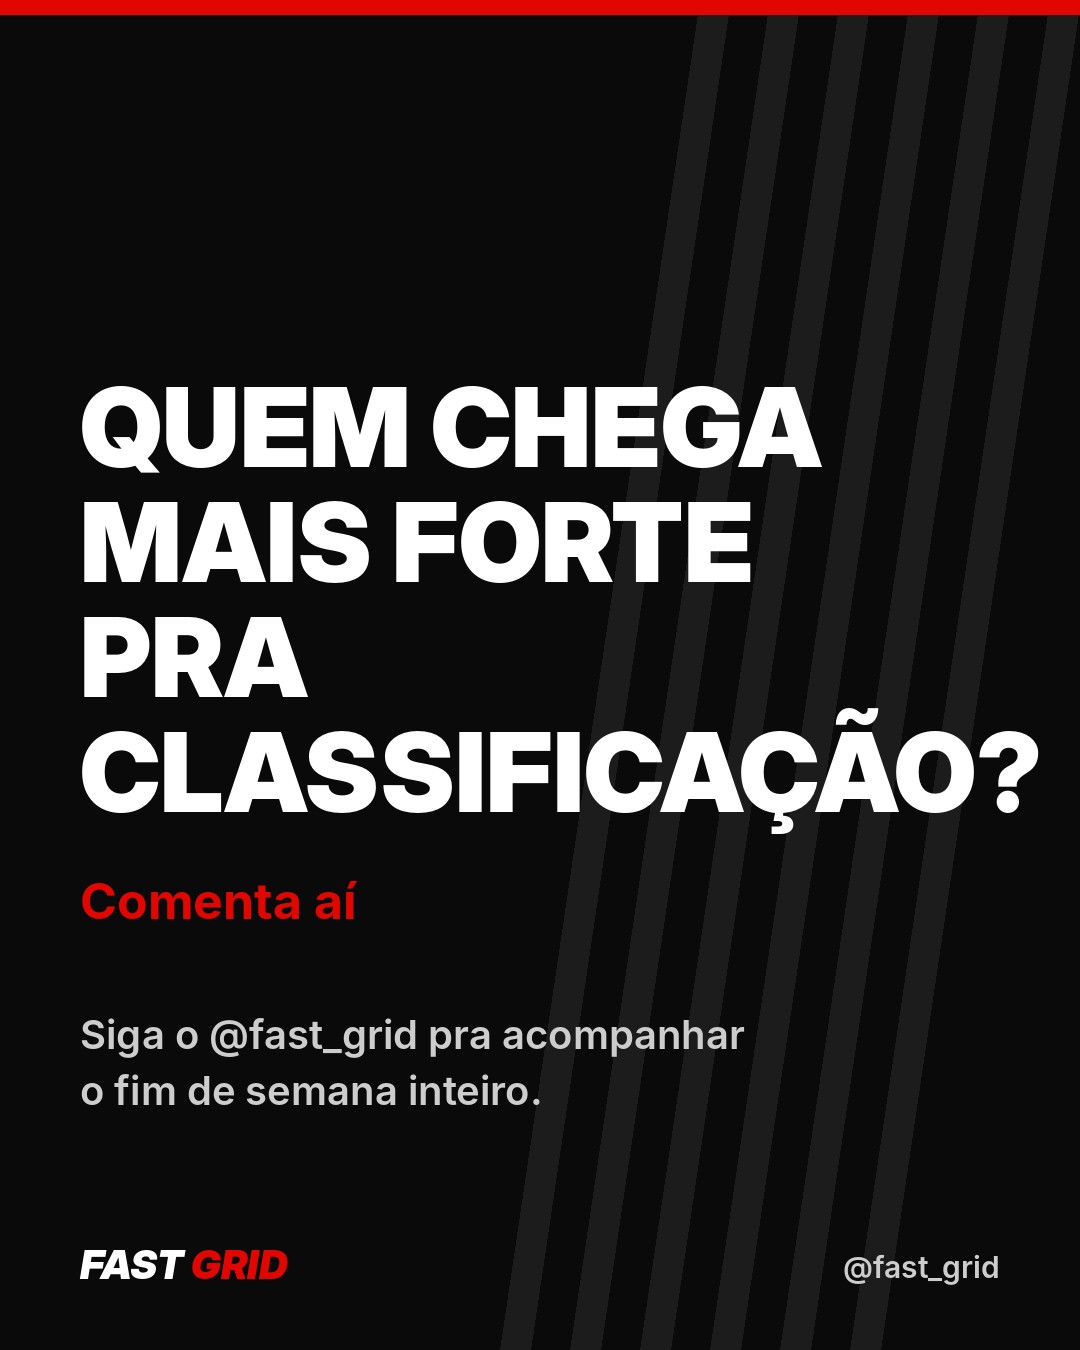 QUEM CHEGA
MAIS FORTE
PRA
CLASSIFICAÇÃO?
Comenta aí
Siga o @fast_grid pra acompanhar
o fim de semana inteiro.
FAST GRID
@fast_grid